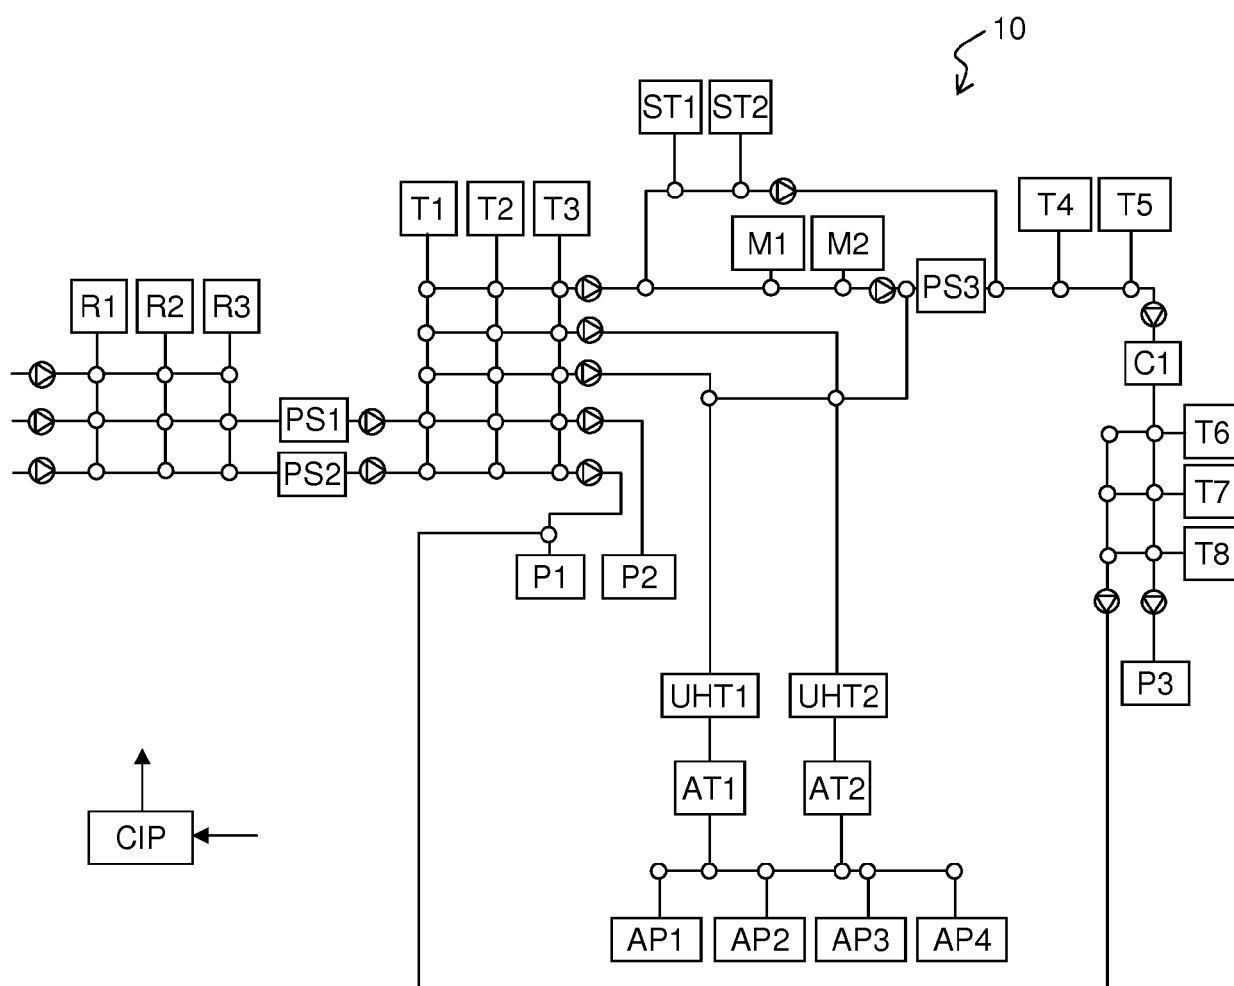 10
ST1 ST2
T1 T2 T3 T4 T5
M1 M2
R1 R2 R3 PS3
C1
PS1 T6
PS2 T7
T8
P1 P2
P3
UHT1 UHT2
AT1 AT2
CIP
AP1 AP2 AP3 AP4